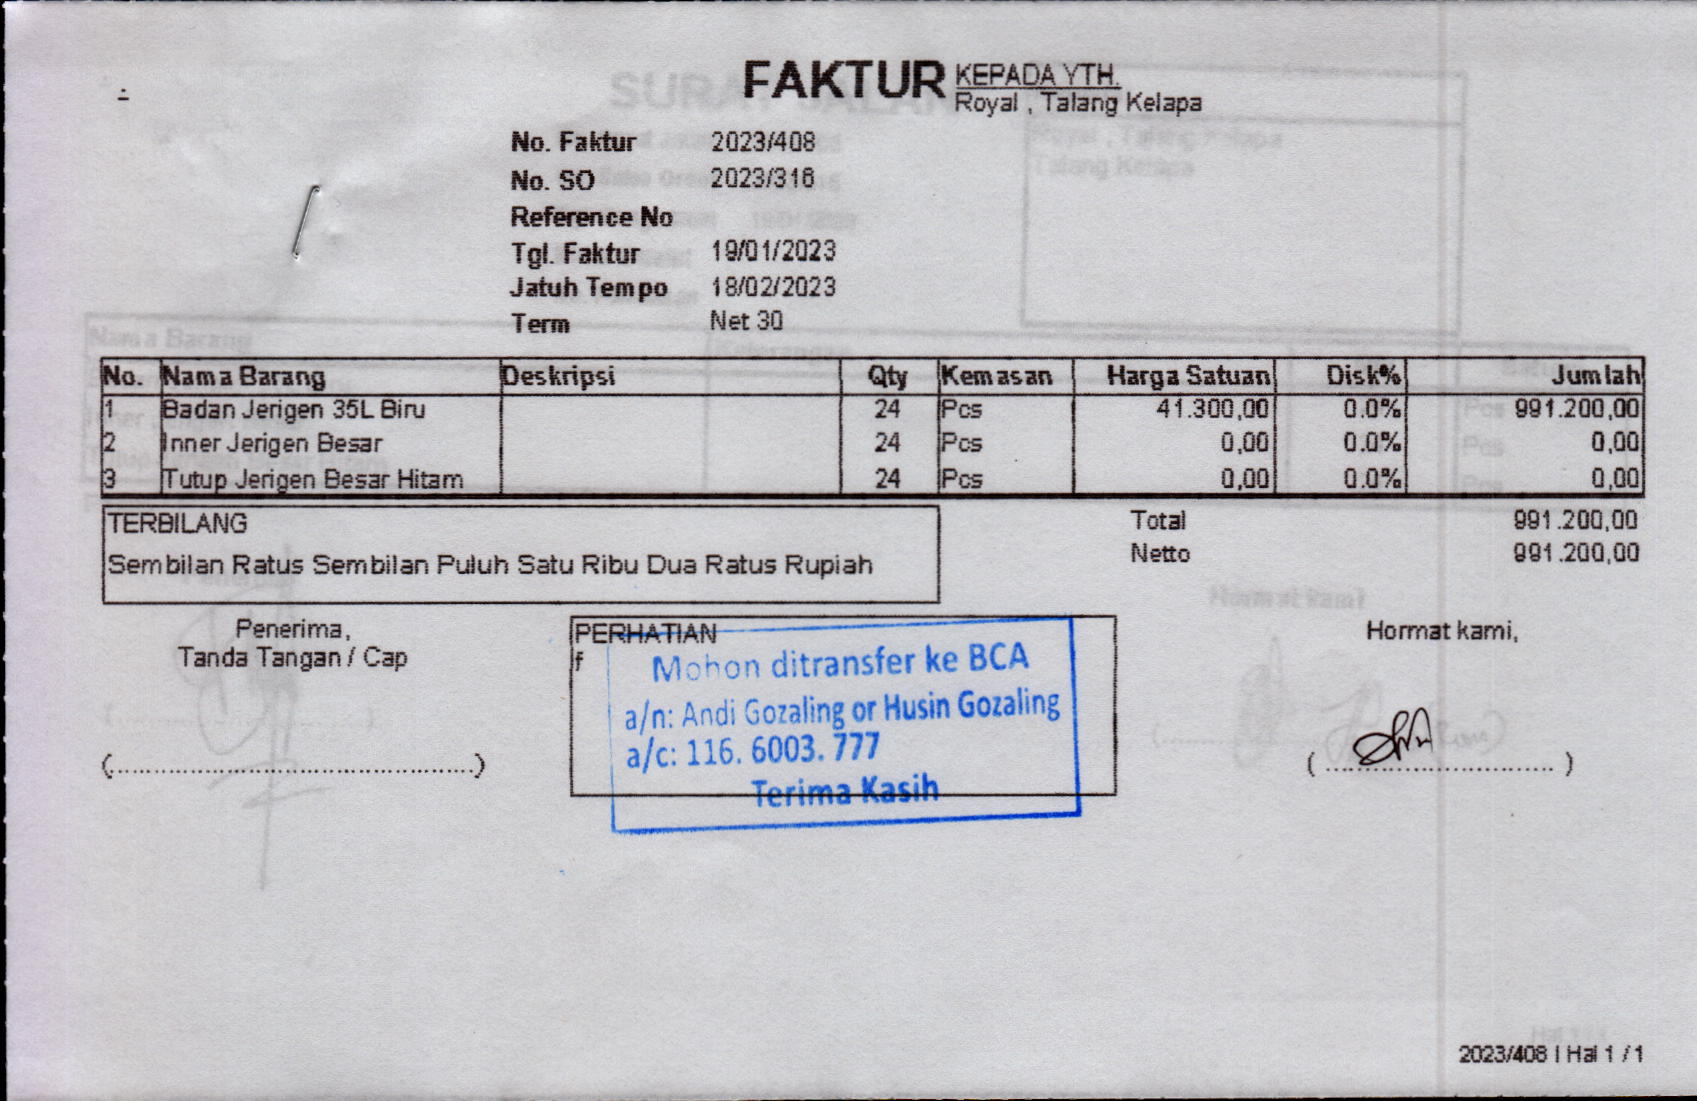 FAKTUR
KEPADA YTH.
Royal , Talang Kelapa
No. Faktur 2023/408
No. SO 2023/316
Reference No
Tgl. Faktur 19/01/2023
Jatuh Tempo 18/02/2023
Term Net 30
No. Nama Barang Deskripsi Qty Kemasan Harga Satuan Disk% Jumlah
1 Badan Jerigen 35L Biru 24 Pcs 41.300,00 0.0% 991.200,00
2 Inner Jerigen Besar 24 Pcs 0,00 0.0% 0,00
3 Tutup Jerigen Besar Hitam 24 Pcs 0,00 0.0% 0,00
TERBILANG
Sembilan Ratus Sembilan Puluh Satu Ribu Dua Ratus Rupiah
Total 991.200,00
Netto 991.200,00
Penerima,
Tanda Tangan / Cap
(................................................)
PERHATIAN
f
Mohon ditransfer ke BCA
a/n: Andi Gozaling or Husin Gozaling
a/c: 116. 6003. 777
Terima Kasih
Hormat kami,
( .............................. )
2023/408 | Hal 1 / 1